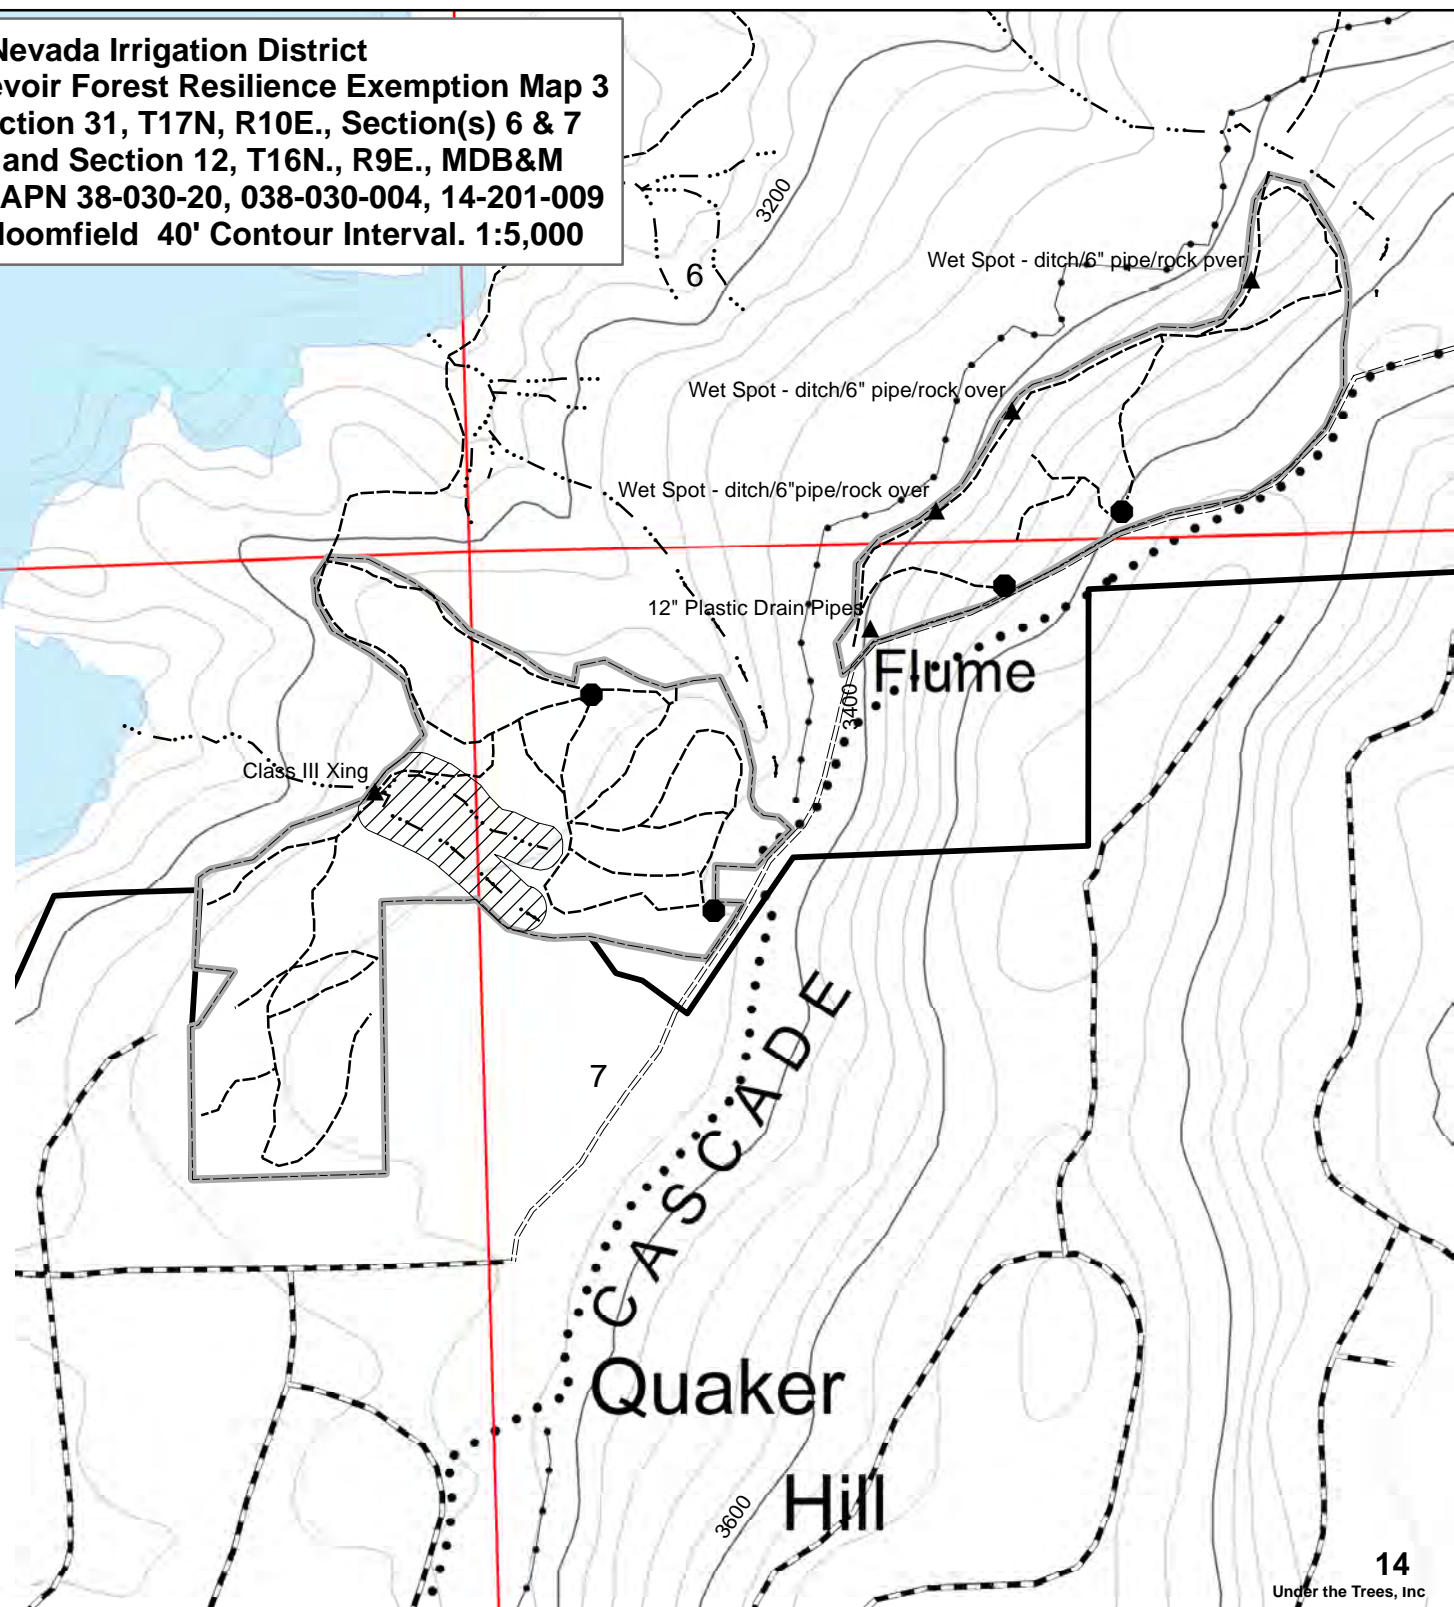 Nevada Irrigation District
evoir Forest Resilience Exemption Map 3
ction 31, T17N, R10E., Section(s) 6 & 7
and Section 12, T16N., R9E., MDB&M
APN 38-030-20, 038-030-004, 14-201-009
loomfield 40' Contour Interval. 1:5,000
3200
6
Wet Spot - ditch/6" pipe/rock pver
Wet Spot - ditch/6" pipe/rock over
Wet Spot - ditch/6"pipe/rock over
12" Plastic Drain Pipes
Flume
3400
Class III Xing
7
CASCADE
Quaker
Hill
3600
14
Under the Trees, Inc